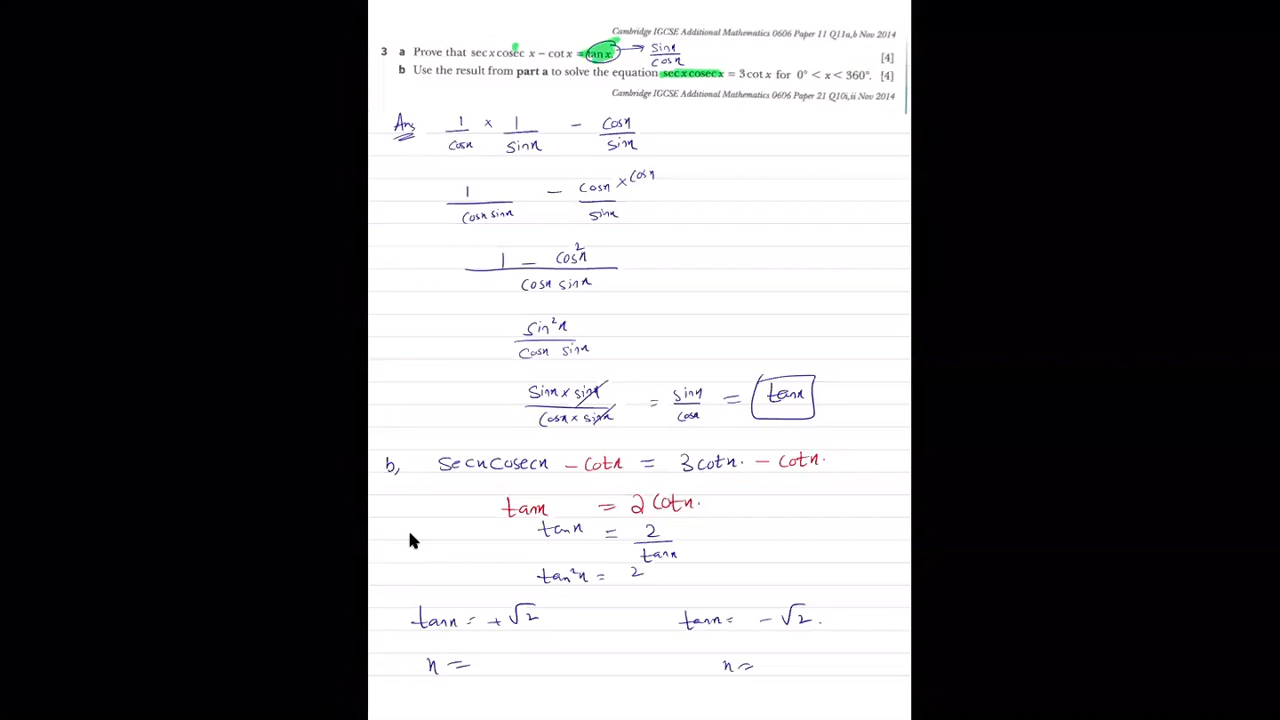 Cambridge IGCSE Additional Mathematics 0606 Paper 11 Q11a,b Nov 2014
3 a Prove that sec x cosec x − cot x = tan x → sinx/cosx [4]
b Use the result from part a to solve the equation sec x cosec x = 3 cot x for 0° < x < 360°. [4]
Cambridge IGCSE Additional Mathematics 0606 Paper 21 Q10i,ii Nov 2014
Ans 1/cosx × 1/sinx − cosx/sinx
1/cosx sinx − cosx × cosx/sinx
1 − cos²x/cosx sinx
sin²x/cosx sinx
sinx × sinx/cosx × sinx = sinx/cosx = tanx
b, secx cosecx − cotx = 3cotx. − cotx.
tanx = 2 cotx.
tanx = 2/tanx
tan²x = 2
tanx = +√2 tanx = −√2.
x = x =